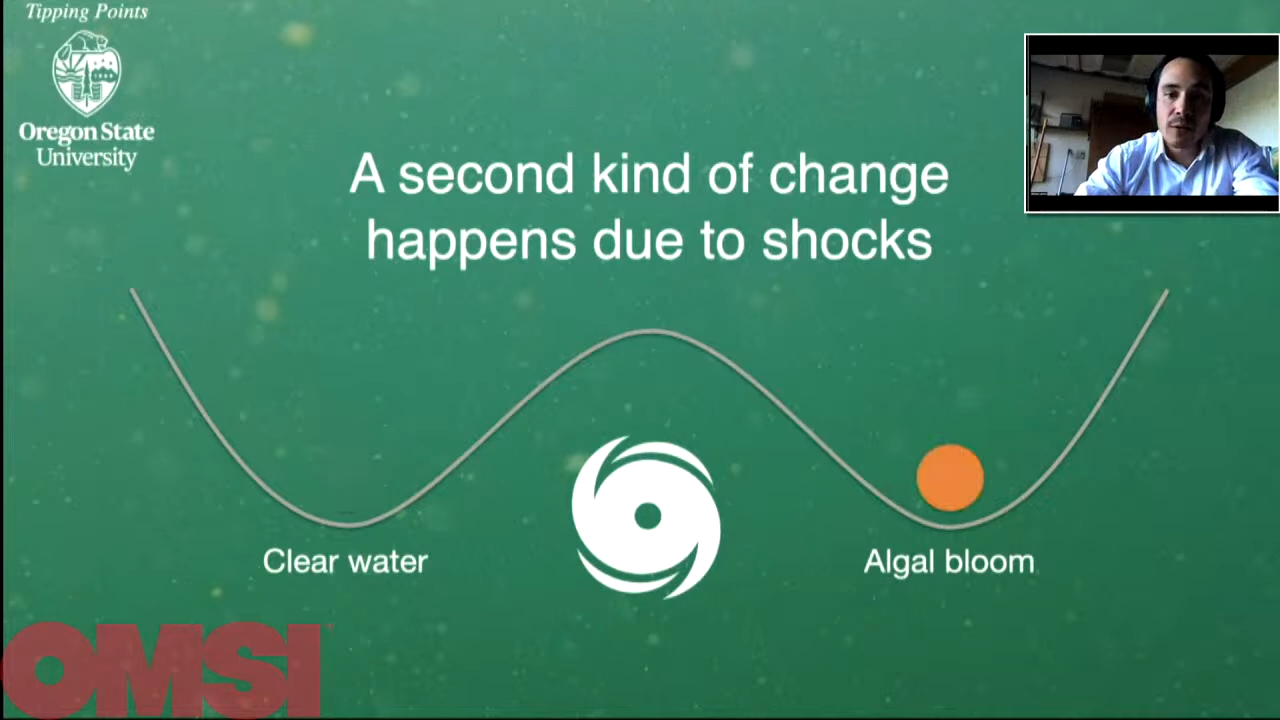 Tipping Points
Oregon State
University
A second kind of change
happens due to shocks
Clear water
Algal bloom
OMSI